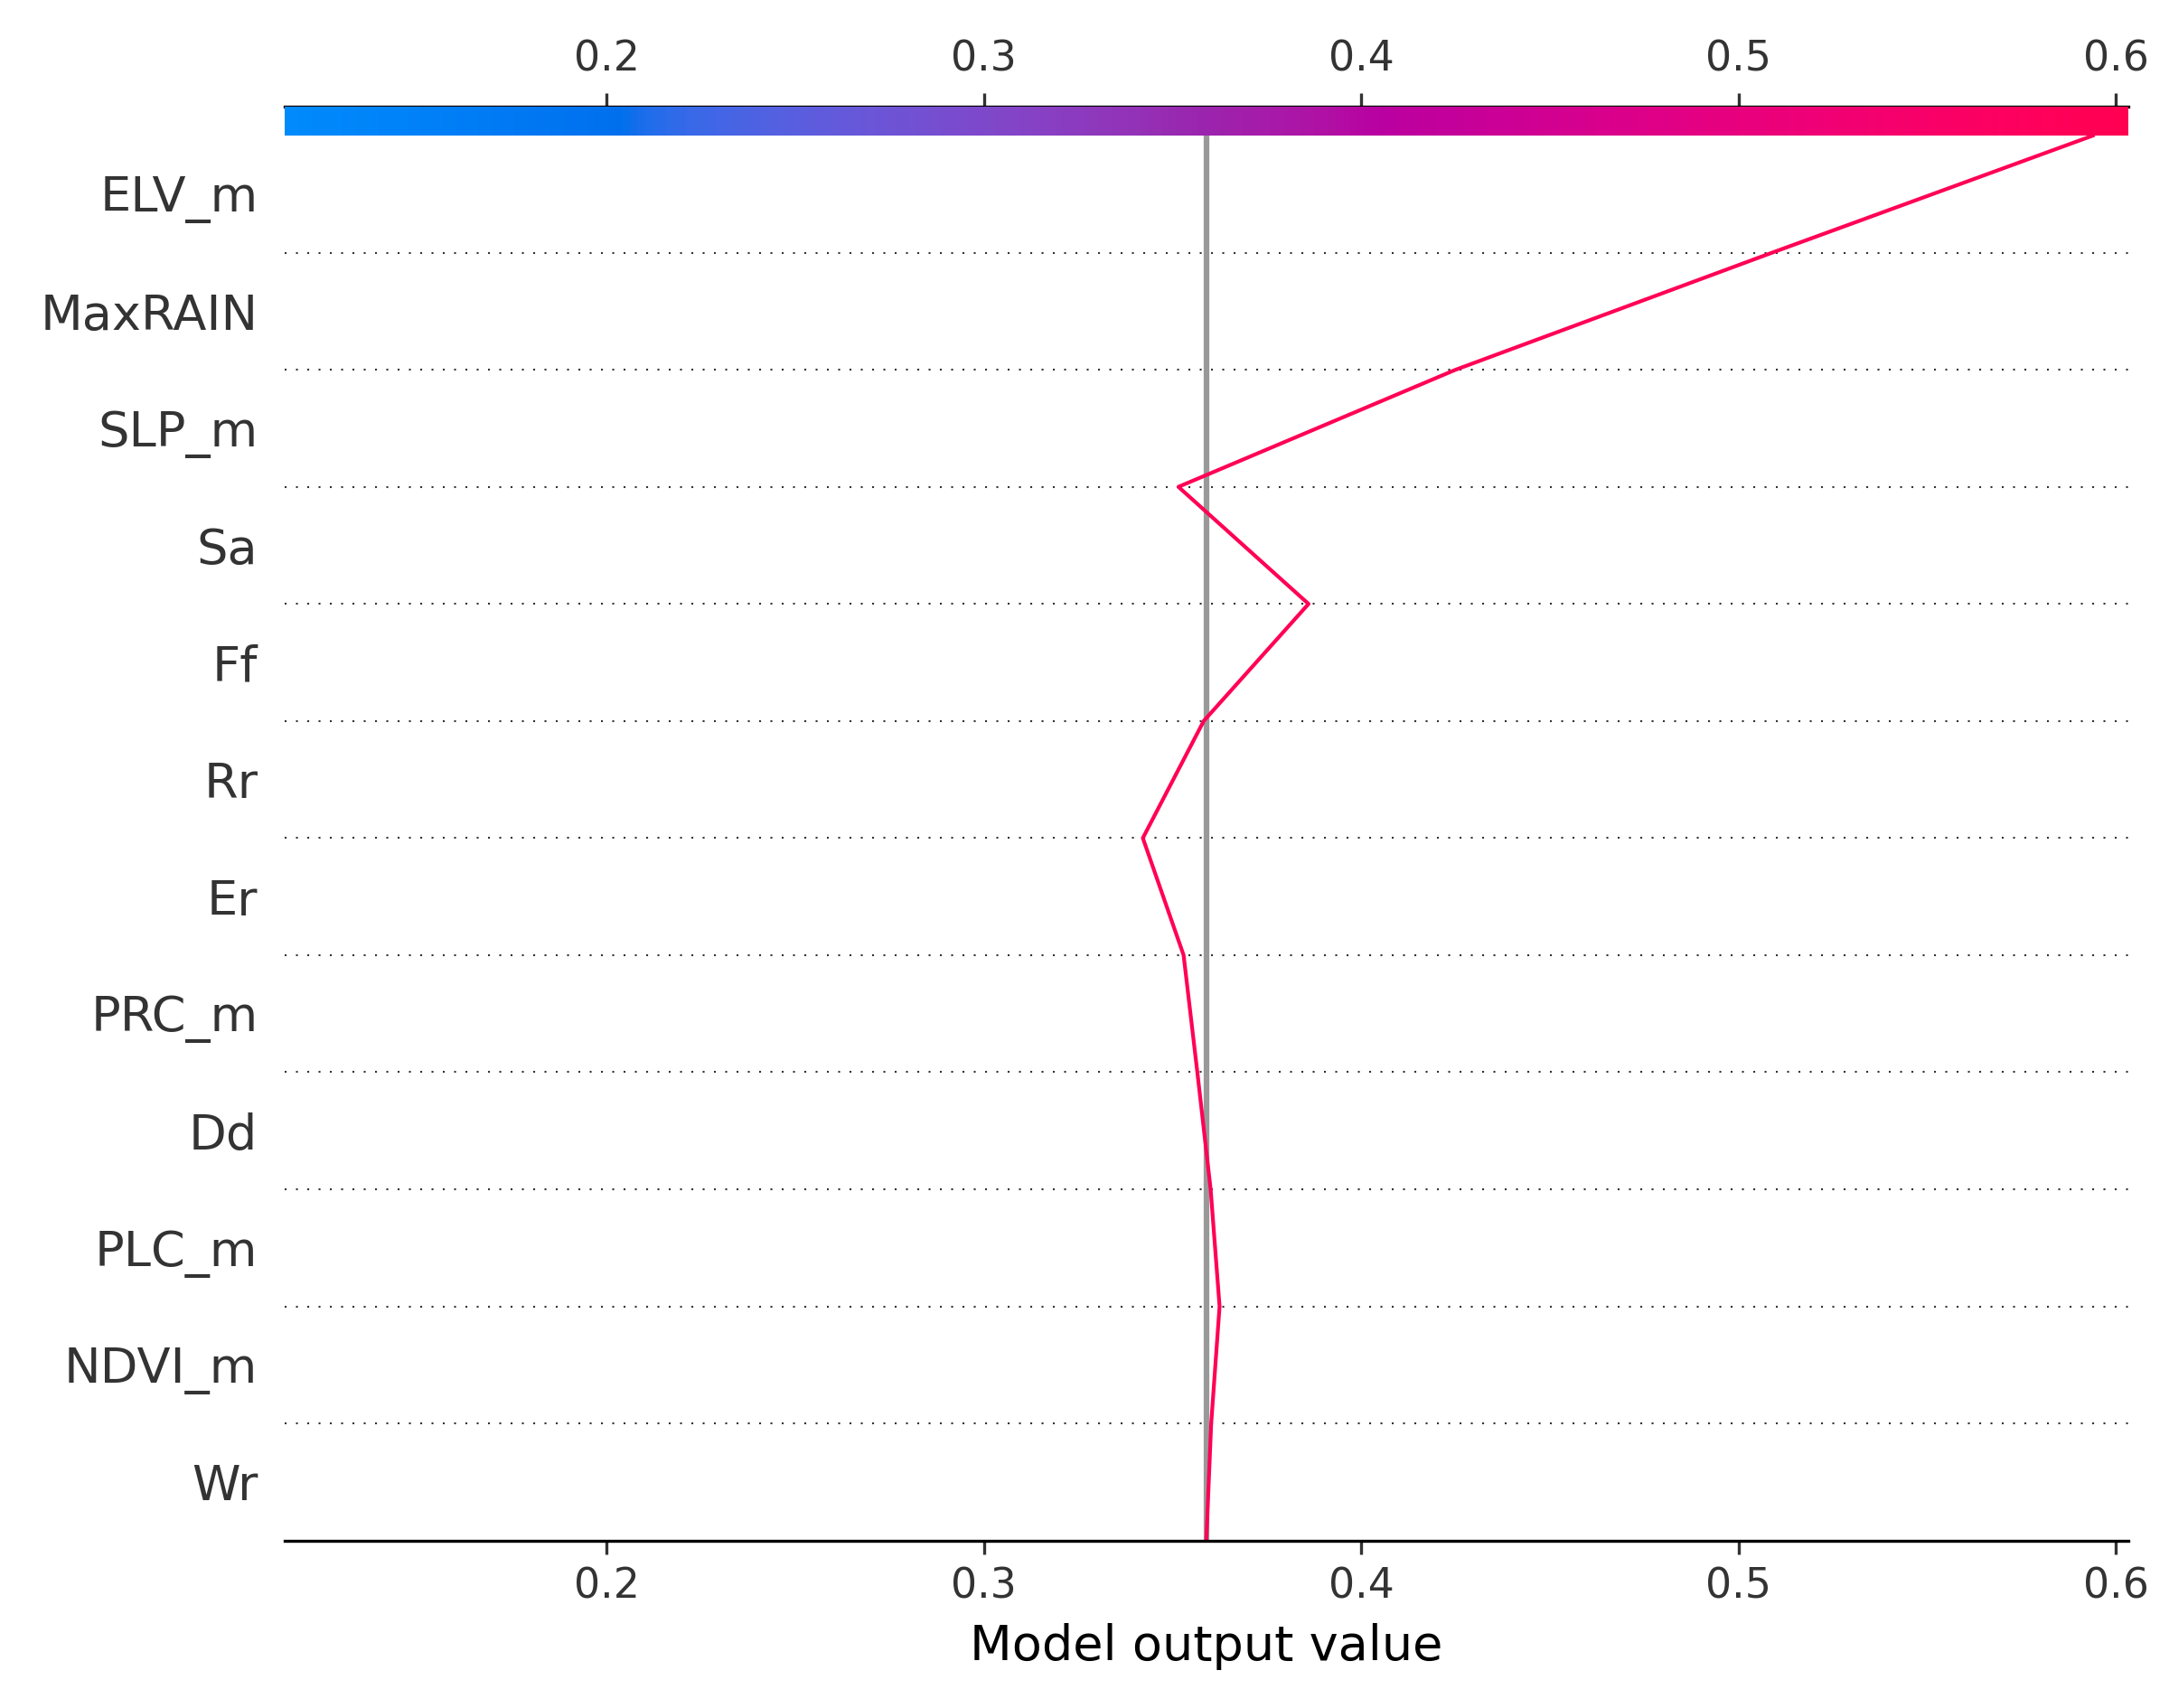 0.2 0.3 0.4 0.5 0.6
ELV_m
MaxRAIN
SLP_m
Sa
Ff
Rr
Er
PRC_m
Dd
PLC_m
NDVI_m
Wr
0.2 0.3 0.4 0.5 0.6
Model output value